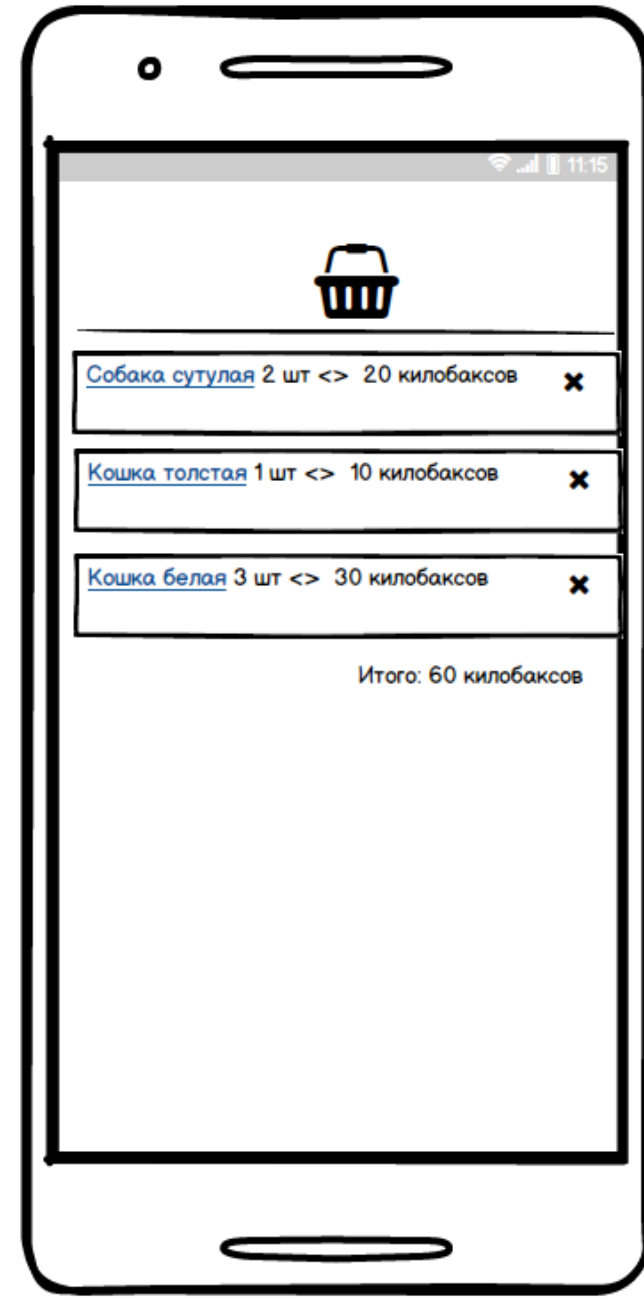 11:15
Собака сутулая 2 шт <> 20 килобаксов
Кошка толстая 1 шт <> 10 килобаксов
Кошка белая 3 шт <> 30 килобаксов
Итого: 60 килобаксов